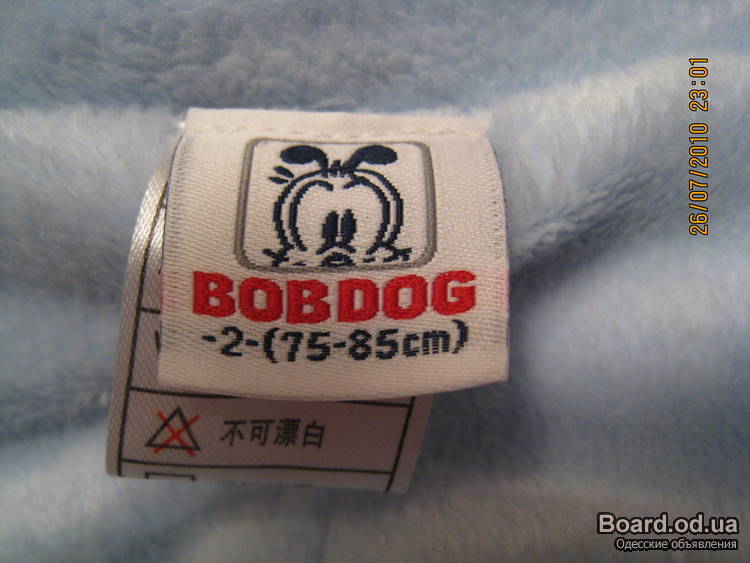 BOBDOG
-2-(75-85cm)
不可漂白
26/07/2010 23:01
Board.od.ua
Одесские объявления